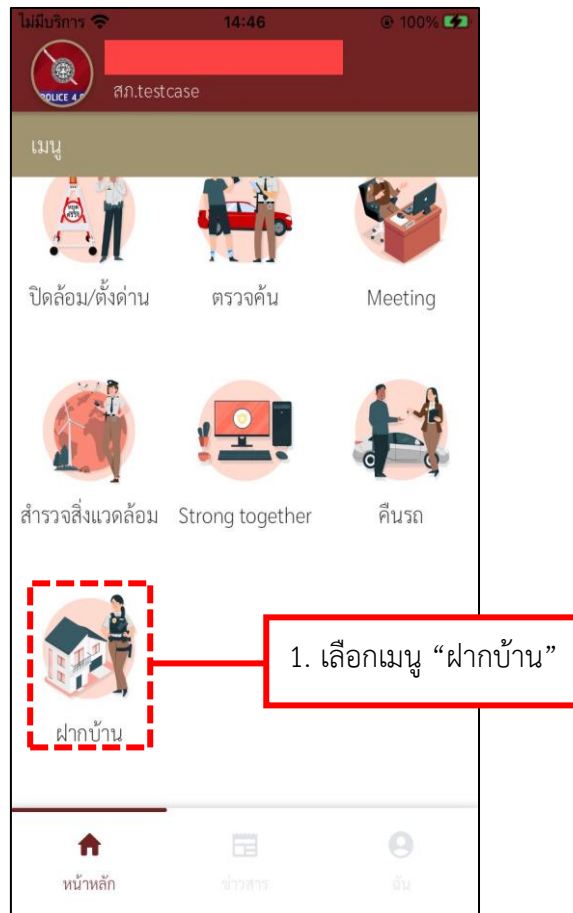 ไม่มีบริการ 14:46 100%
POLICE 4.0
สภ.testcase
เมนู
ปิดล้อม/ตั้งด่าน ตรวจค้น Meeting
สำรวจสิ่งแวดล้อม Strong together คืนรถ
1. เลือกเมนู “ฝากบ้าน”
ฝากบ้าน
หน้าหลัก ข่าวสาร ฉัน